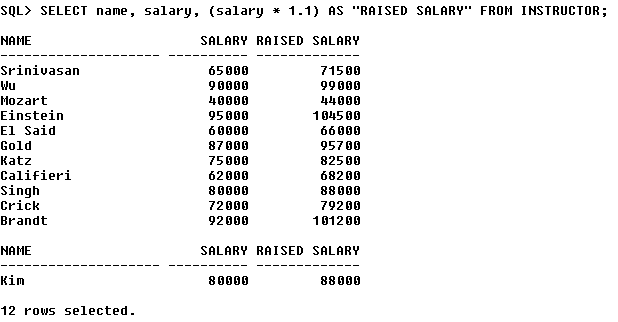 SQL> SELECT name, salary, (salary * 1.1) AS "RAISED SALARY" FROM INSTRUCTOR;
NAME SALARY RAISED SALARY
-------------------- ---------- -------------
Srinivasan 65000 71500
Wu 90000 99000
Mozart 40000 44000
Einstein 95000 104500
El Said 60000 66000
Gold 87000 95700
Katz 75000 82500
Califieri 62000 68200
Singh 80000 88000
Crick 72000 79200
Brandt 92000 101200
NAME SALARY RAISED SALARY
-------------------- ---------- -------------
Kim 80000 88000
12 rows selected.